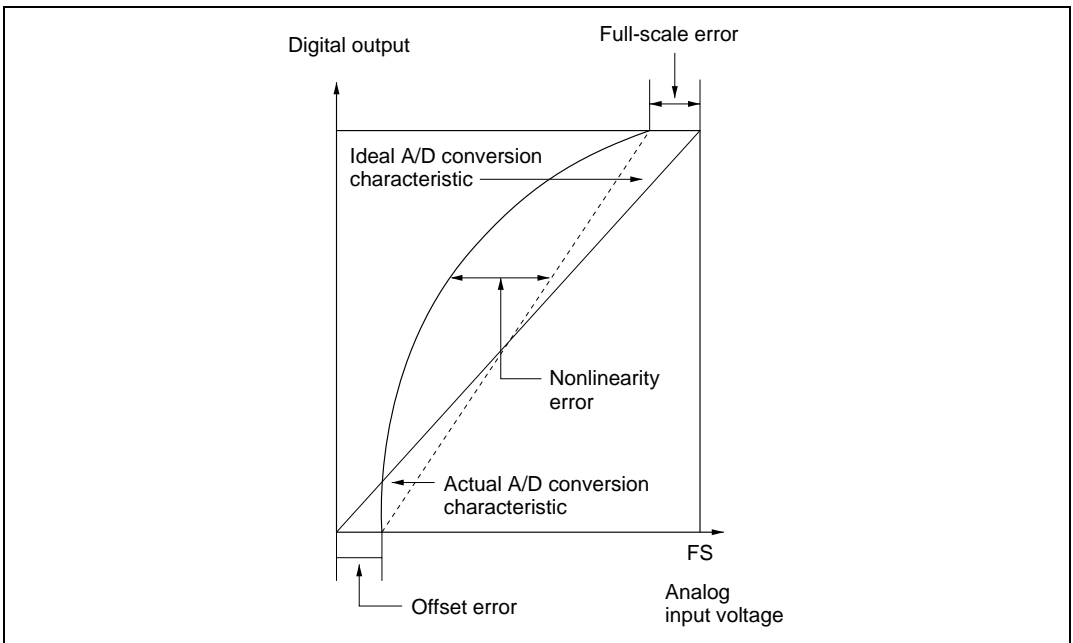 Full-scale error
Digital output
Ideal A/D conversion
characteristic
Nonlinearity
error
Actual A/D conversion
characteristic
FS
Offset error
Analog
input voltage